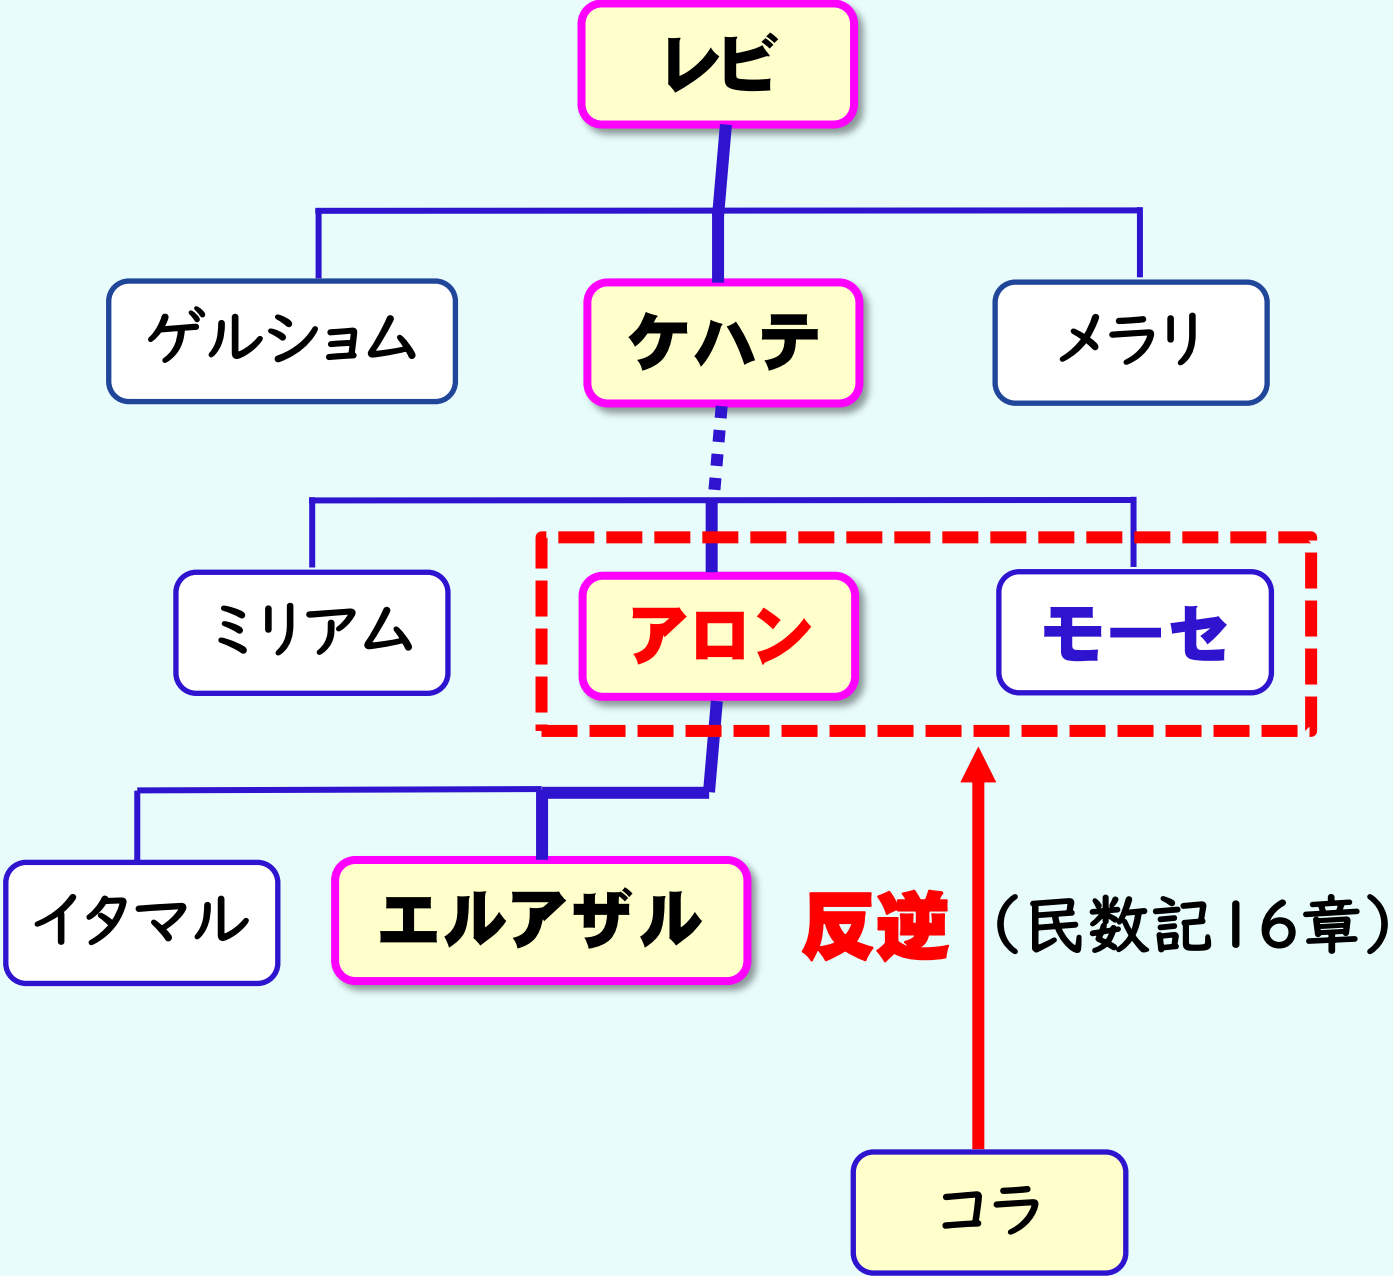 レビ
ゲルショム
ケハテ
メラリ
ミリアム
アロン
モーセ
イタマル
エルアザル
反逆（民数記16章）
コラ